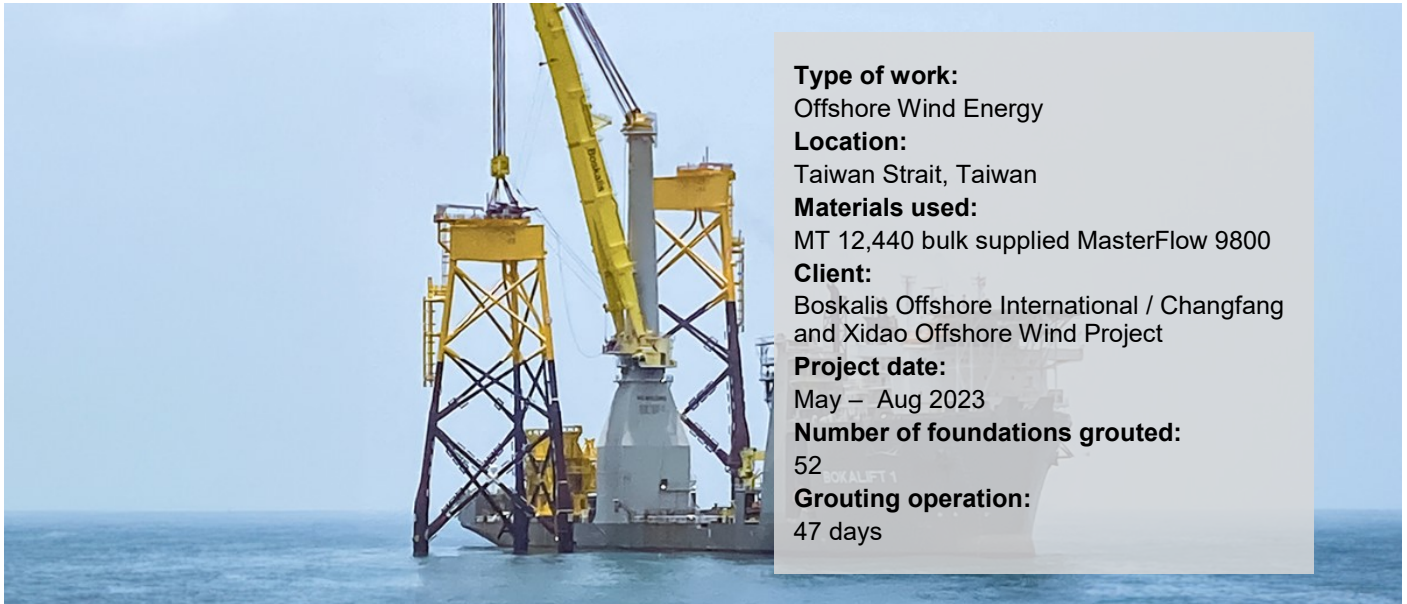 Boskalis
Type of work:
Offshore Wind Energy
Location:
Taiwan Strait, Taiwan
Materials used:
MT 12,440 bulk supplied MasterFlow 9800
Client:
Boskalis Offshore International / Changfang
and Xidao Offshore Wind Project
Project date:
May – Aug 2023
Number of foundations grouted:
52
BOKALIFT 1
Grouting operation:
47 days